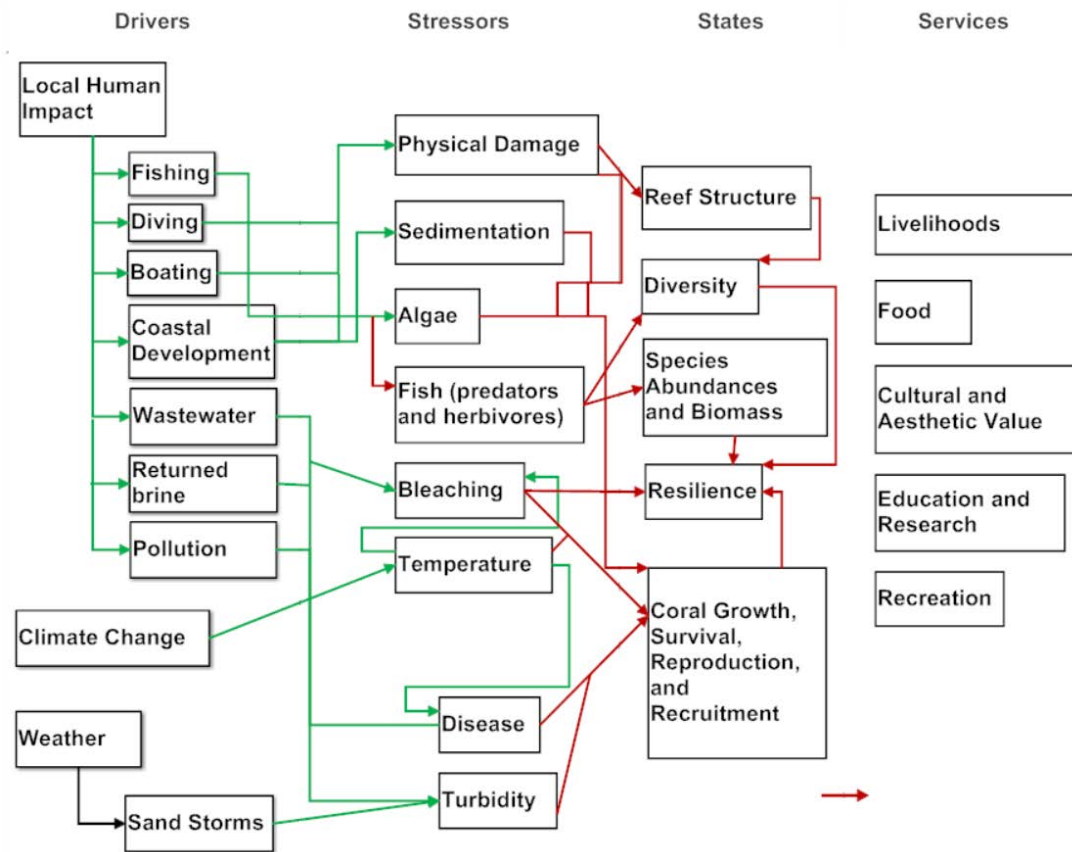 Drivers
Stressors
States
Services
Local Human
Impact
Fishing
Diving
Boating
Coastal
Development
Wastewater
Returned
brine
Pollution
Climate Change
Weather
Sand Storms
Physical Damage
Sedimentation
Algae
Fish (predators
and herbivores)
Bleaching
Temperature
Disease
Turbidity
Reef Structure
Diversity
Species
Abundances
and Biomass
Resilience
Coral Growth,
Survival,
Reproduction,
and
Recruitment
Livelihoods
Food
Cultural and
Aesthetic Value
Education and
Research
Recreation